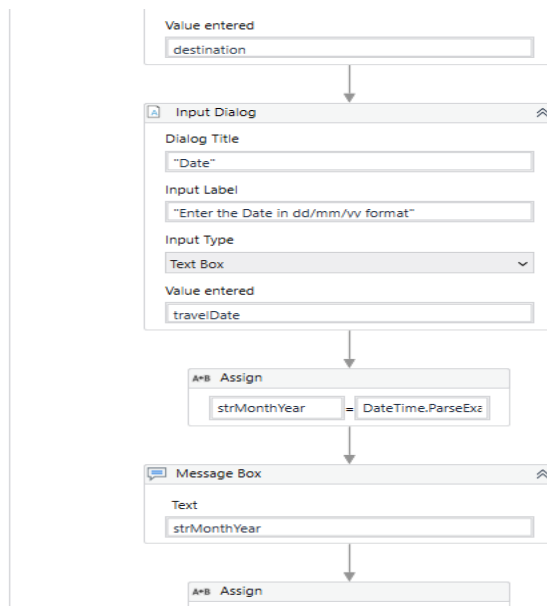 Value entered
destination
Input Dialog
Dialog Title
"Date"
Input Label
"Enter the Date in dd/mm/yy format"
Input Type
Text Box
Value entered
travelDate
A+B Assign
strMonthYear = DateTime.ParseExa
Message Box
Text
strMonthYear
A+B Assign